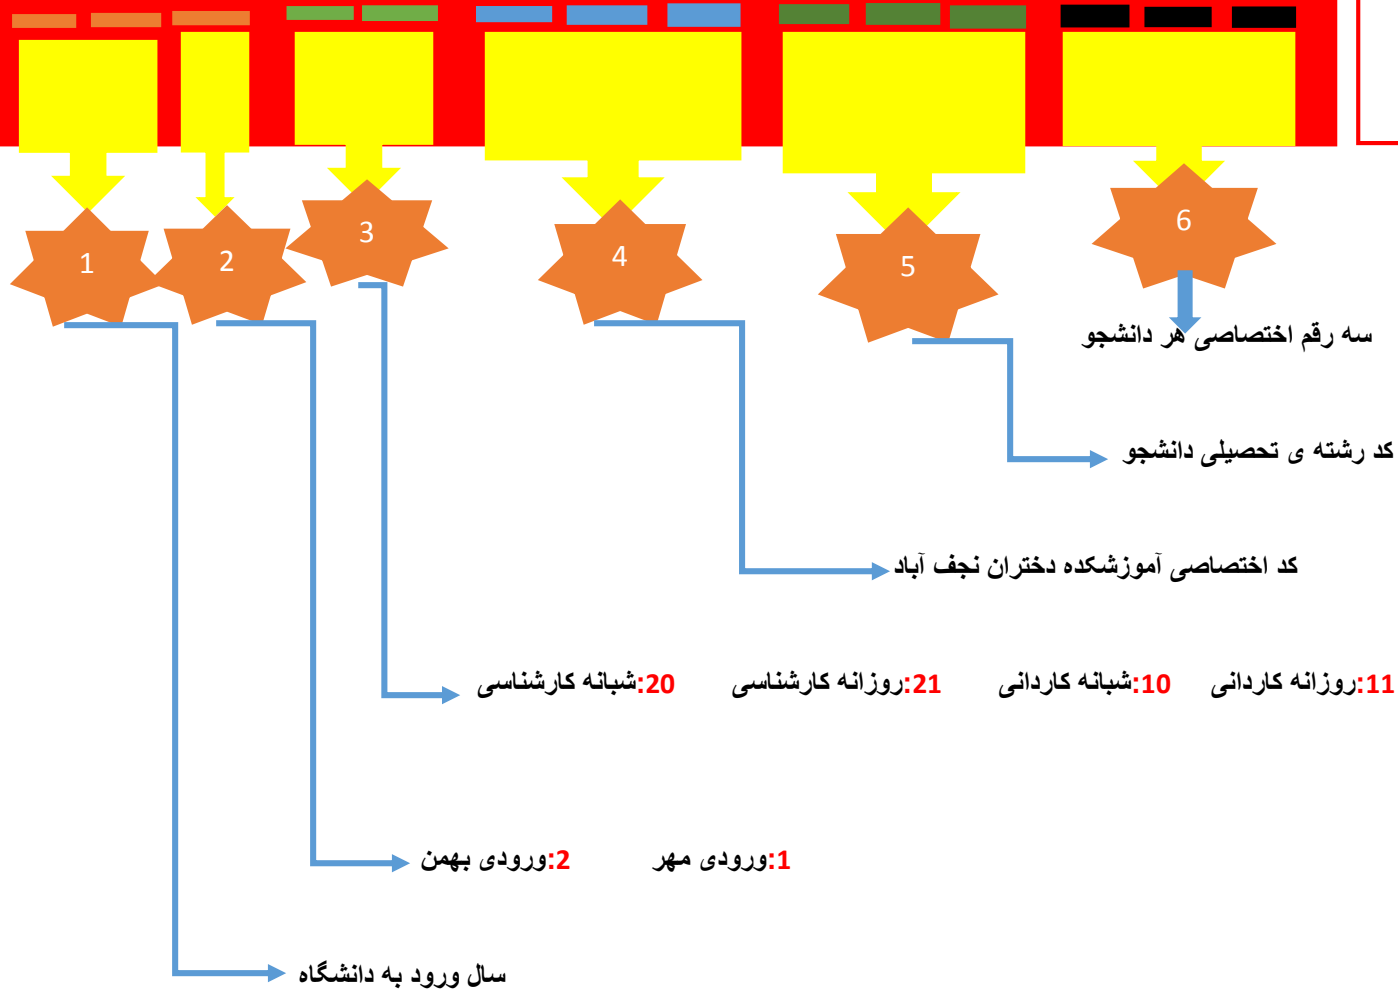 1
2
3
4
5
6
سه رقم اختصاصی هر دانشجو
کد رشته ی تحصیلی دانشجو
کد اختصاصی آموزشکده دختران نجف آباد
11:روزانه کاردانی 10:شبانه کاردانی 21:روزانه کارشناسی 20:شبانه کارشناسی
1:ورودی مهر 2:ورودی بهمن
سال ورود به دانشگاه